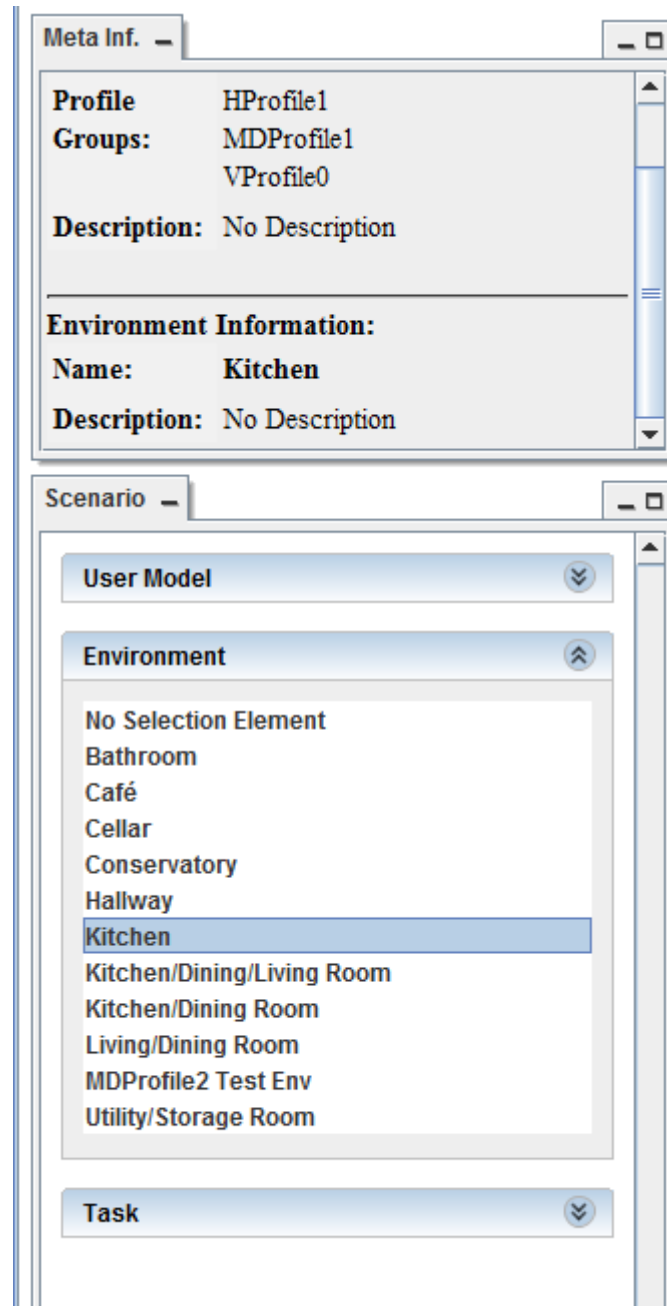 Meta Inf.
Profile HProfile1
Groups: MDProfile1
VProfile0
Description: No Description
Environment Information:
Name: Kitchen
Description: No Description
Scenario
User Model
Environment
No Selection Element
Bathroom
Café
Cellar
Conservatory
Hallway
Kitchen
Kitchen/Dining/Living Room
Kitchen/Dining Room
Living/Dining Room
MDProfile2 Test Env
Utility/Storage Room
Task